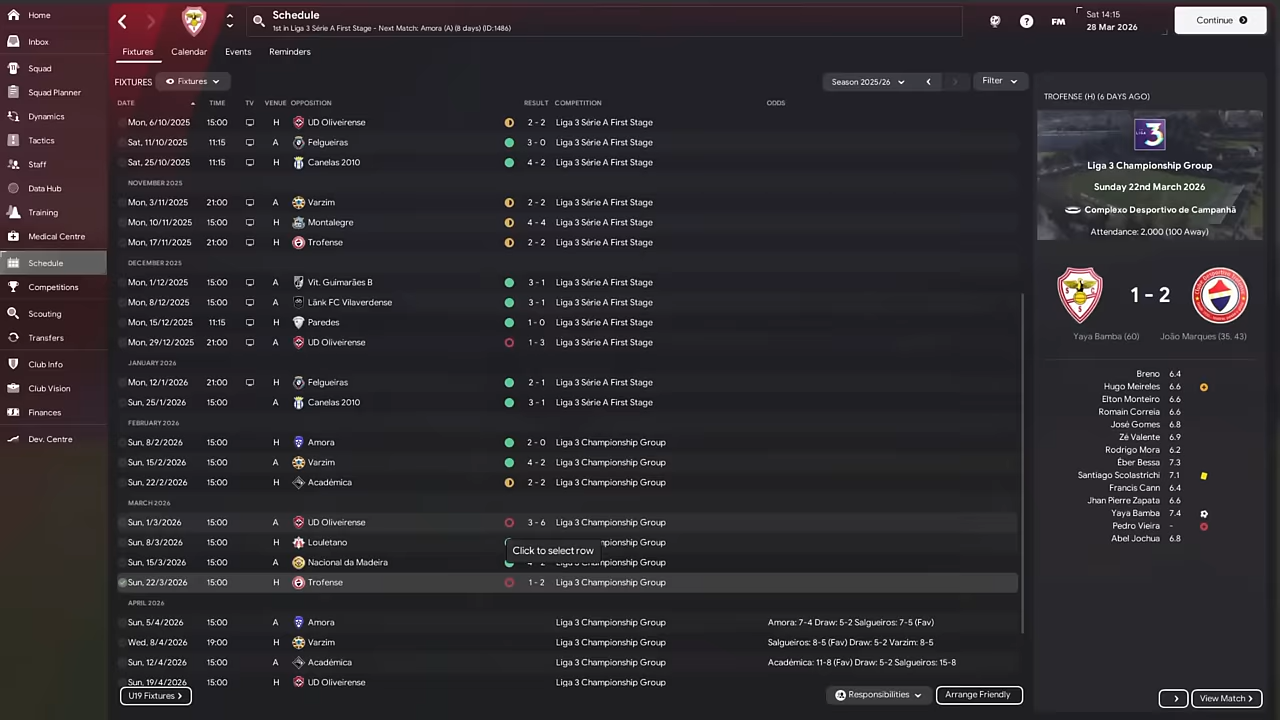 Home
Inbox
Squad
Squad Planner
Dynamics
Tactics
Staff
Data Hub
Training
Medical Centre
Schedule
Competitions
Scouting
Transfers
Club Info
Club Vision
Finances
Dev. Centre
Schedule
1st in Liga 3 Série A First Stage - Next Match: Amora (A) (8 days) (ID:1486)
? FM
Sat 14:15
28 Mar 2026
Continue
Fixtures Calendar Events Reminders
FIXTURES Fixtures
Season 2025/26
Filter
DATE TIME TV VENUE OPPOSITION RESULT COMPETITION ODDS
Mon, 6/10/2025 15:00 H UD Oliveirense 2 - 2 Liga 3 Série A First Stage
Sat, 11/10/2025 11:15 A Felgueiras 3 - 0 Liga 3 Série A First Stage
Sat, 25/10/2025 11:15 H Canelas 2010 4 - 2 Liga 3 Série A First Stage
NOVEMBER 2025
Mon, 3/11/2025 21:00 A Varzim 2 - 2 Liga 3 Série A First Stage
Mon, 10/11/2025 15:00 H Montalegre 4 - 4 Liga 3 Série A First Stage
Mon, 17/11/2025 21:00 H Trofense 2 - 2 Liga 3 Série A First Stage
DECEMBER 2025
Mon, 1/12/2025 15:00 A Vit. Guimarães B 3 - 1 Liga 3 Série A First Stage
Mon, 8/12/2025 15:00 A Länk FC Vilaverdense 3 - 1 Liga 3 Série A First Stage
Mon, 15/12/2025 11:15 H Paredes 1 - 0 Liga 3 Série A First Stage
Mon, 29/12/2025 21:00 A UD Oliveirense 1 - 3 Liga 3 Série A First Stage
JANUARY 2026
Mon, 12/1/2026 21:00 H Felgueiras 2 - 1 Liga 3 Série A First Stage
Sun, 25/1/2026 15:00 A Canelas 2010 3 - 1 Liga 3 Série A First Stage
FEBRUARY 2026
Sun, 8/2/2026 15:00 H Amora 2 - 0 Liga 3 Championship Group
Sun, 15/2/2026 15:00 A Varzim 4 - 2 Liga 3 Championship Group
Sun, 22/2/2026 15:00 H Académica 2 - 2 Liga 3 Championship Group
MARCH 2026
Sun, 1/3/2026 15:00 A UD Oliveirense 3 - 6 Liga 3 Championship Group
Sun, 8/3/2026 15:00 H Louletano Championship Group
Click to select row
Sun, 15/3/2026 15:00 A Nacional da Madeira 4 - 2 Liga 3 Championship Group
Sun, 22/3/2026 15:00 H Trofense 1 - 2 Liga 3 Championship Group
APRIL 2026
Sun, 5/4/2026 15:00 A Amora Liga 3 Championship Group Amora: 7-4 Draw: 5-2 Salgueiros: 7-5 (Fav)
Wed, 8/4/2026 19:00 H Varzim Liga 3 Championship Group Salgueiros: 8-5 (Fav) Draw: 5-2 Varzim: 8-5
Sun, 12/4/2026 15:00 A Académica Liga 3 Championship Group Académica: 11-8 (Fav) Draw: 5-2 Salgueiros: 15-8
Sun, 19/4/2026 15:00 H UD Oliveirense Liga 3 Championship Group
U19 Fixtures
Responsibilities
Arrange Friendly
TROFENSE (H) (6 DAYS AGO)
3
Liga 3 Championship Group
Sunday 22nd March 2026
Complexo Desportivo de Campanhã
Attendance: 2,000 (100 Away)
1 - 2
Yaya Bamba (60) João Marques (35, 43)
Breno 6.4
Hugo Meireles 6.6
Elton Monteiro 6.6
Romain Correia 6.6
José Gomes 6.8
Zé Valente 6.9
Rodrigo Mora 6.2
Éber Bessa 7.3
Santiago Scolastrichi 7.1
Francis Cann 6.4
Jhan Pierre Zapata 6.6
Yaya Bamba 7.4
Pedro Vieira -
Abel Jochua 6.8
View Match